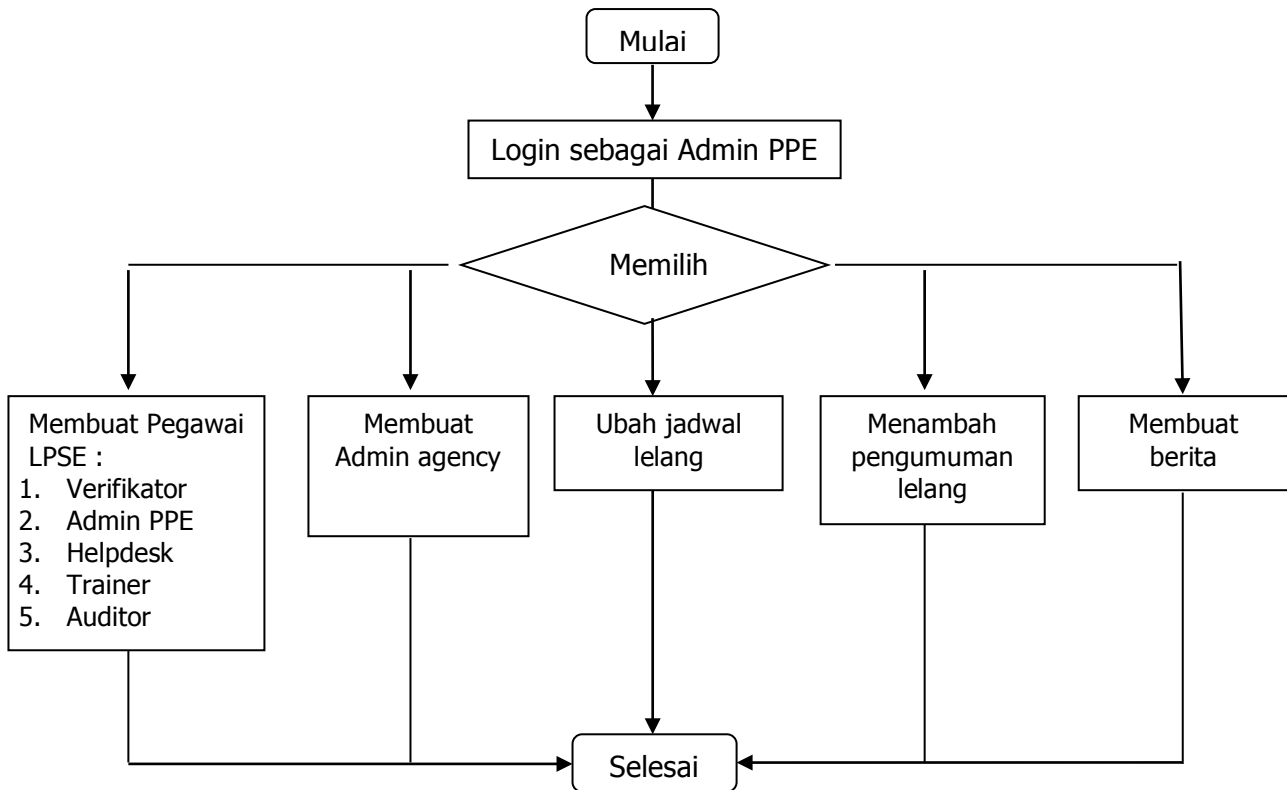 Mulai
Login sebagai Admin PPE
Memilih
Membuat Pegawai
LPSE :
1. Verifikator
2. Admin PPE
3. Helpdesk
4. Trainer
5. Auditor
Membuat
Admin agency
Ubah jadwal
lelang
Menambah
pengumuman
lelang
Membuat
berita
Selesai